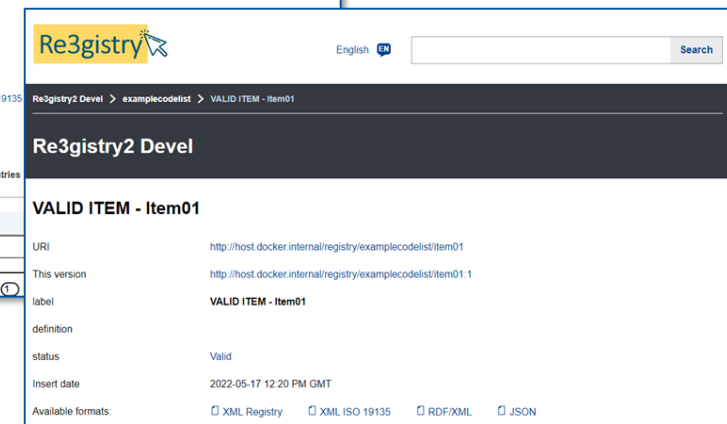 Re3gistry
English EN
Search
19135
Re3gistry2 Devel > examplecodelist > VALID ITEM - Item01
Re3gistry2 Devel
VALID ITEM - Item01
URI http://host.docker.internal/registry/examplecodelist/item01
This version http://host.docker.internal/registry/examplecodelist/item01:1
1
label VALID ITEM - Item01
definition
status Valid
Insert date 2022-05-17 12:20 PM GMT
Available formats: XML Registry XML ISO 19135 RDF/XML JSON